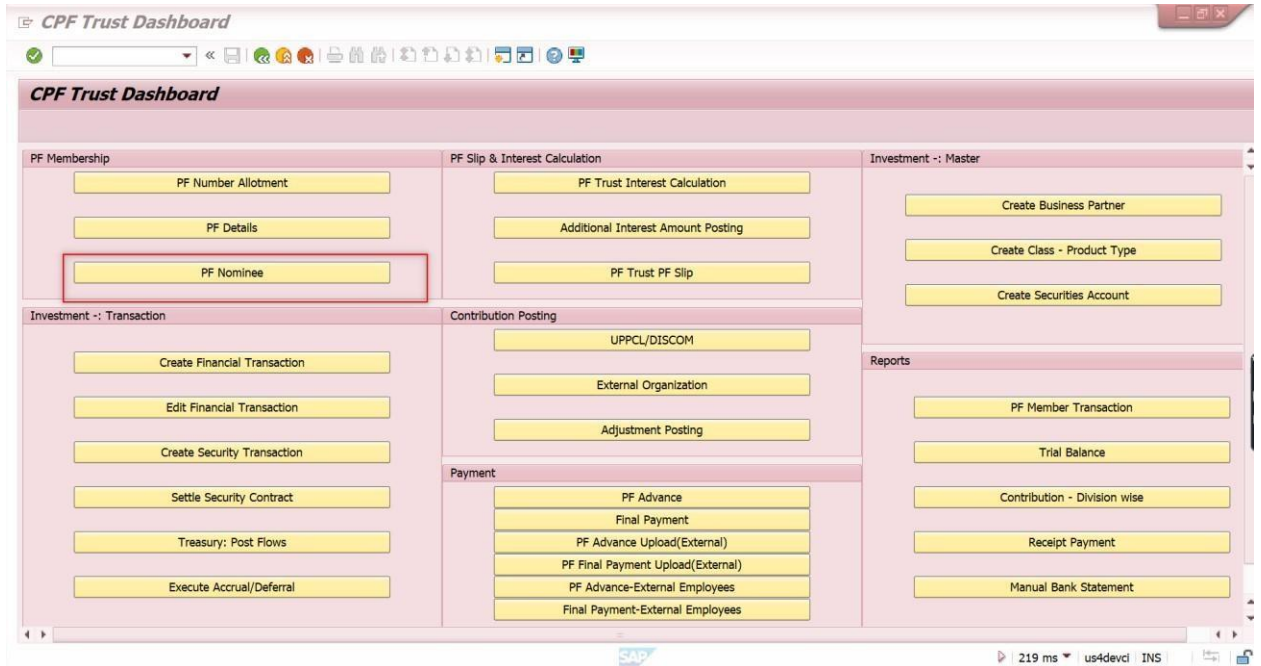 CPF Trust Dashboard
CPF Trust Dashboard
PF Membership
PF Number Allotment
PF Details
PF Nominee
PF Slip & Interest Calculation
PF Trust Interest Calculation
Additional Interest Amount Posting
PF Trust PF Slip
Investment -: Master
Create Business Partner
Create Class - Product Type
Create Securities Account
Investment -: Transaction
Create Financial Transaction
Edit Financial Transaction
Create Security Transaction
Settle Security Contract
Treasury: Post Flows
Execute Accrual/Deferral
Contribution Posting
UPPCL/DISCOM
External Organization
Adjustment Posting
Payment
PF Advance
Final Payment
PF Advance Upload(External)
PF Final Payment Upload(External)
PF Advance-External Employees
Final Payment-External Employees
Reports
PF Member Transaction
Trial Balance
Contribution - Division wise
Receipt Payment
Manual Bank Statement
SAP
219 ms us4devci INS